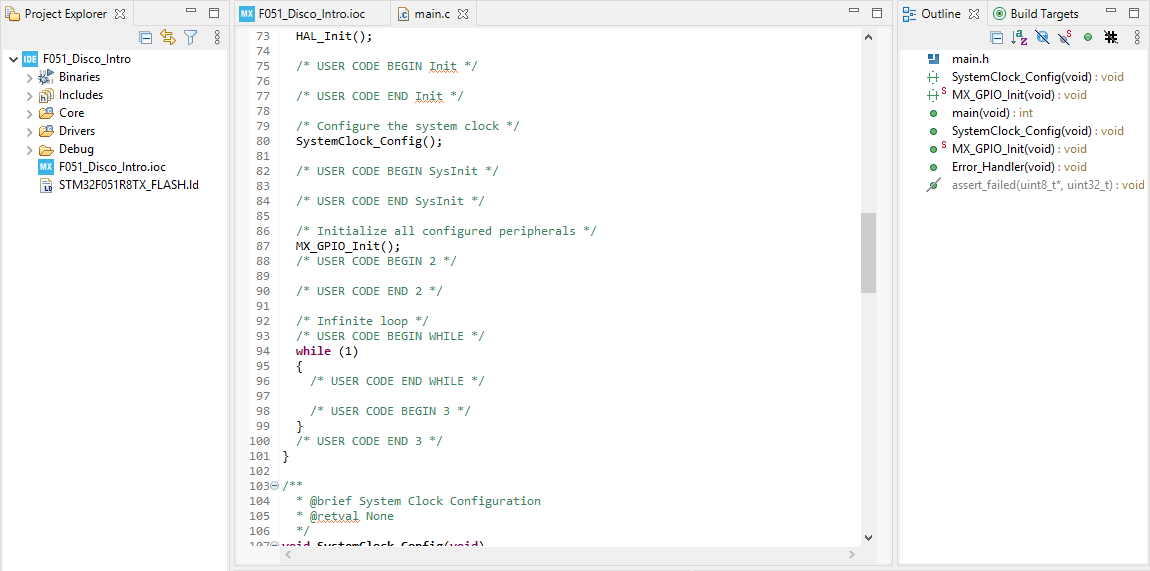 Project Explorer
IDE F051_Disco_Intro
Binaries
Includes
Core
Drivers
Debug
MX F051_Disco_Intro.ioc
LD STM32F051R8TX_FLASH.ld
MX F051_Disco_Intro.ioc
.c main.c
73 HAL_Init();
74
75 /* USER CODE BEGIN Init */
76
77 /* USER CODE END Init */
78
79 /* Configure the system clock */
80 SystemClock_Config();
81
82 /* USER CODE BEGIN SysInit */
83
84 /* USER CODE END SysInit */
85
86 /* Initialize all configured peripherals */
87 MX_GPIO_Init();
88 /* USER CODE BEGIN 2 */
89
90 /* USER CODE END 2 */
91
92 /* Infinite loop */
93 /* USER CODE BEGIN WHILE */
94 while (1)
95 {
96 /* USER CODE END WHILE */
97
98 /* USER CODE BEGIN 3 */
99 }
100 /* USER CODE END 3 */
101 }
102
103 /**
104 * @brief System Clock Configuration
105 * @retval None
106 */
107 void SystemClock_Config(void)
Outline
Build Targets
main.h
SystemClock_Config(void) : void
S MX_GPIO_Init(void) : void
main(void) : int
SystemClock_Config(void) : void
S MX_GPIO_Init(void) : void
Error_Handler(void) : void
assert_failed(uint8_t*, uint32_t) : void